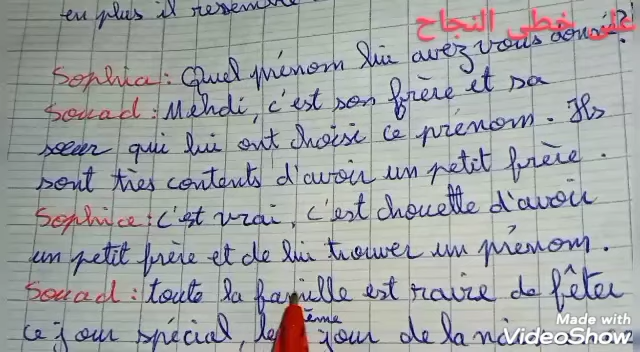 en plus il ressem
على خطى النجاح
Sophia : Quel prénom lui avez vous donné?
Souad : Mehdi, c'est son frère et sa
sœur qui lui ont choisi ce prénom. Ils
sont très contents d'avoir un petit frère.
Sophie : c'est vrai, c'est chouette d'avoir
un petit frère et de lui trouver un prénom.
Souad : toute la famille est ravie de fêter
ce jour spécial, le ème jour de la
Made with
VideoShow